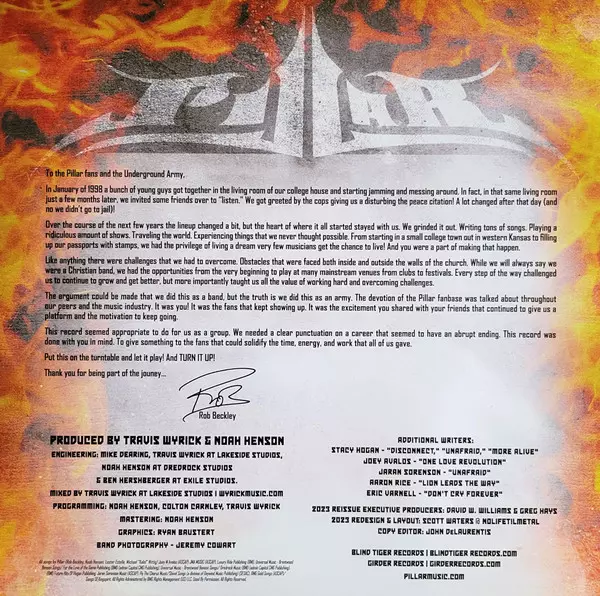 PILLAR
To the Pillar fans and the Underground Army,
In January of 1998 a bunch of young guys got together in the living room of our college house and starting jamming and messing around. In fact, in that same living room
just a few months later, we invited some friends over to "listen." We got greeted by the cops giving us a disturbing the peace citation! A lot changed after that day (and
no we didn't go to jail)!
Over the course of the next few years the lineup changed a bit, but the heart of where it all started stayed with us. We grinded it out. Writing tons of songs. Playing a
ridiculous amount of shows. Traveling the world. Experiencing things that we never thought possible. From starting in a small college town out in western Kansas to filling
up our passports with stamps, we had the privilege of living a dream very few musicians get the chance to live! And you were a part of making that happen.
Like anything there were challenges that we had to overcome. Obstacles that were faced both inside and outside the walls of the church. While we will always say we
were a Christian band, we had the opportunities from the very beginning to play at many mainstream venues from clubs to festivals. Every step of the way challenged
us to continue to grow and get better, but more importantly taught us all the value of working hard and overcoming challenges.
The argument could be made that we did this as a band, but the truth is we did this as an army. The devotion of the Pillar fanbase was talked about throughout
our peers and the music industry. It was you! It was the fans that kept showing up. It was the excitement you shared with your friends that continued to give us a
platform and the motivation to keep going.
This record seemed appropriate to do for us as a group. We needed a clear punctuation on a career that seemed to have an abrupt ending. This record was
done with you in mind. To give something to the fans that could solidify the time, energy, and work that all of us gave.
Put this on the turntable and let it play! And TURN IT UP!
Thank you for being part of the jouney...
Rob
Rob Beckley
PRODUCED BY TRAVIS WYRICK & NOAH HENSON
ENGINEERING: MIKE DEARING, TRAVIS WYRICK AT LAKESIDE STUDIOS,
NOAH HENSON AT DREDROCK STUDIOS
& BEN HERSHBERGER AT EXILE STUDIOS.
MIXED BY TRAVIS WYRICK AT LAKESIDE STUDIOS | WYRICKMUSIC.COM
PROGRAMMING: NOAH HENSON, COLTON CARNLEY, TRAVIS WYRICK
MASTERING: NOAH HENSON
GRAPHICS: RYAN BAUSTERT
BAND PHOTOGRAPHY - JEREMY COWART
ADDITIONAL WRITERS:
STACY HOGAN - "DISCONNECT," "UNAFRAID," "MORE ALIVE"
JOEY AVALOS - "ONE LOVE REVOLUTION"
JARAN SORENSON - "UNAFRAID"
AARON RICE - "LION LEADS THE WAY"
ERIC VARNELL - "DON'T CRY FOREVER"
2023 REISSUE EXECUTIVE PRODUCERS: DAVID W. WILLIAMS & GREG HAYS
2023 REDESIGN & LAYOUT: SCOTT WATERS @ NOLIFETILMETAL
COPY EDITOR: JOHN DELAURENTIS
BLIND TIGER RECORDS | BLINDTIGER RECORDS.COM
GIRDER RECORDS | GIRDERRECORDS.COM
PILLARMUSIC.COM